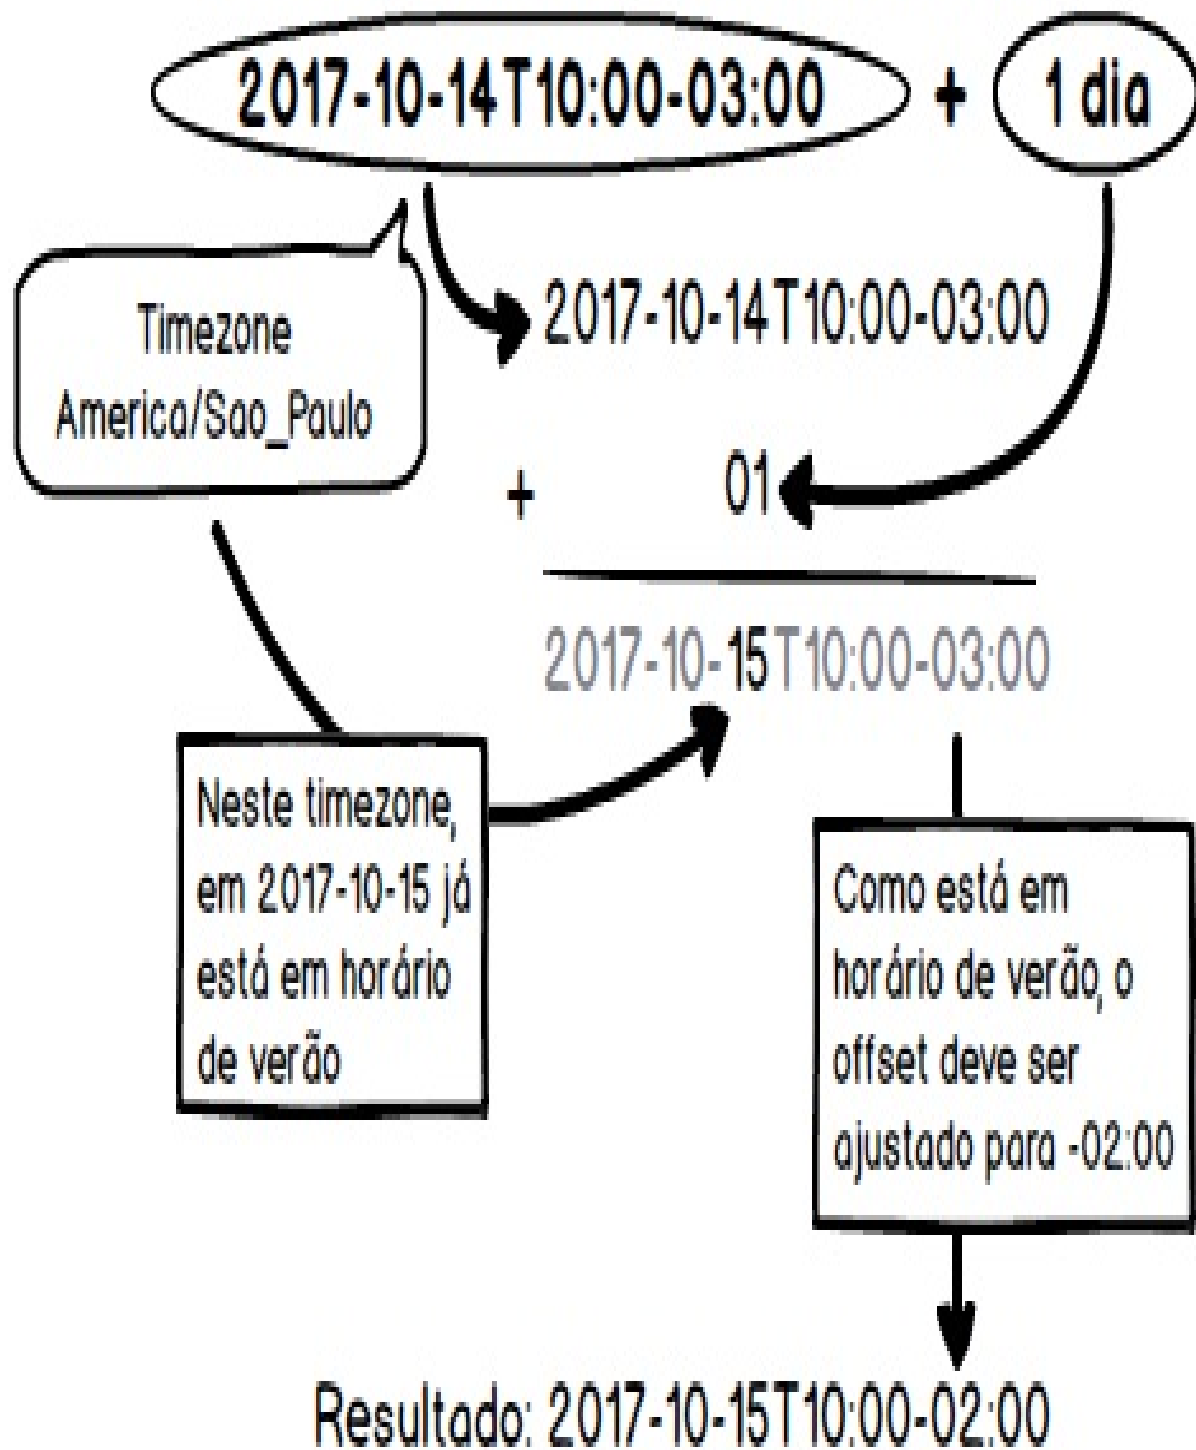 2017-10-14T10:00-03:00 + 1 dia
Timezone
America/Sao_Paulo
2017-10-14T10:00-03:00
+ 01
2017-10-15T10:00-03:00
Neste timezone,
em 2017-10-15 já
está em horário
de verão
Como está em
horário de verão, o
offset deve ser
ajustado para -02:00
Resultado: 2017-10-15T10:00-02:00